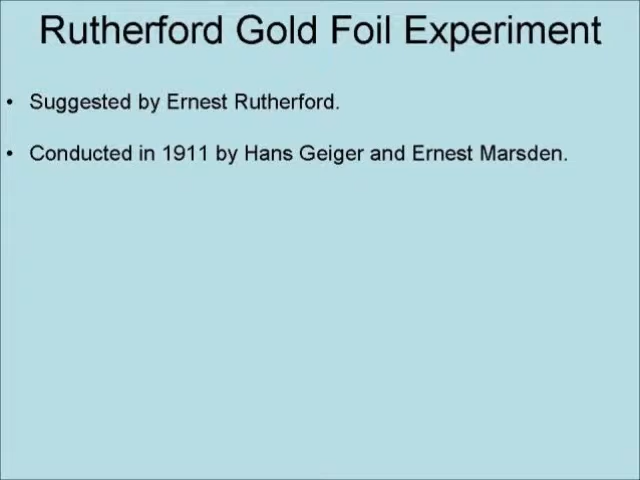 Rutherford Gold Foil Experiment
• Suggested by Ernest Rutherford.
• Conducted in 1911 by Hans Geiger and Ernest Marsden.